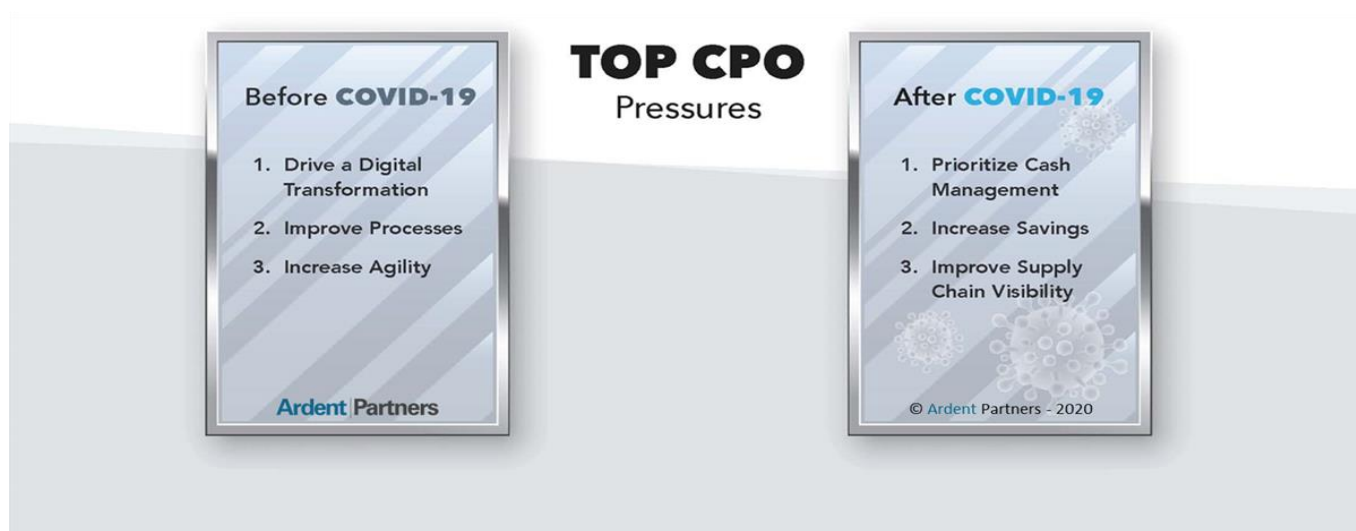 TOP CPO
Pressures
Before COVID-19
1. Drive a Digital
Transformation
2. Improve Processes
3. Increase Agility
Ardent Partners
After COVID-19
1. Prioritize Cash
Management
2. Increase Savings
3. Improve Supply
Chain Visibility
© Ardent Partners - 2020